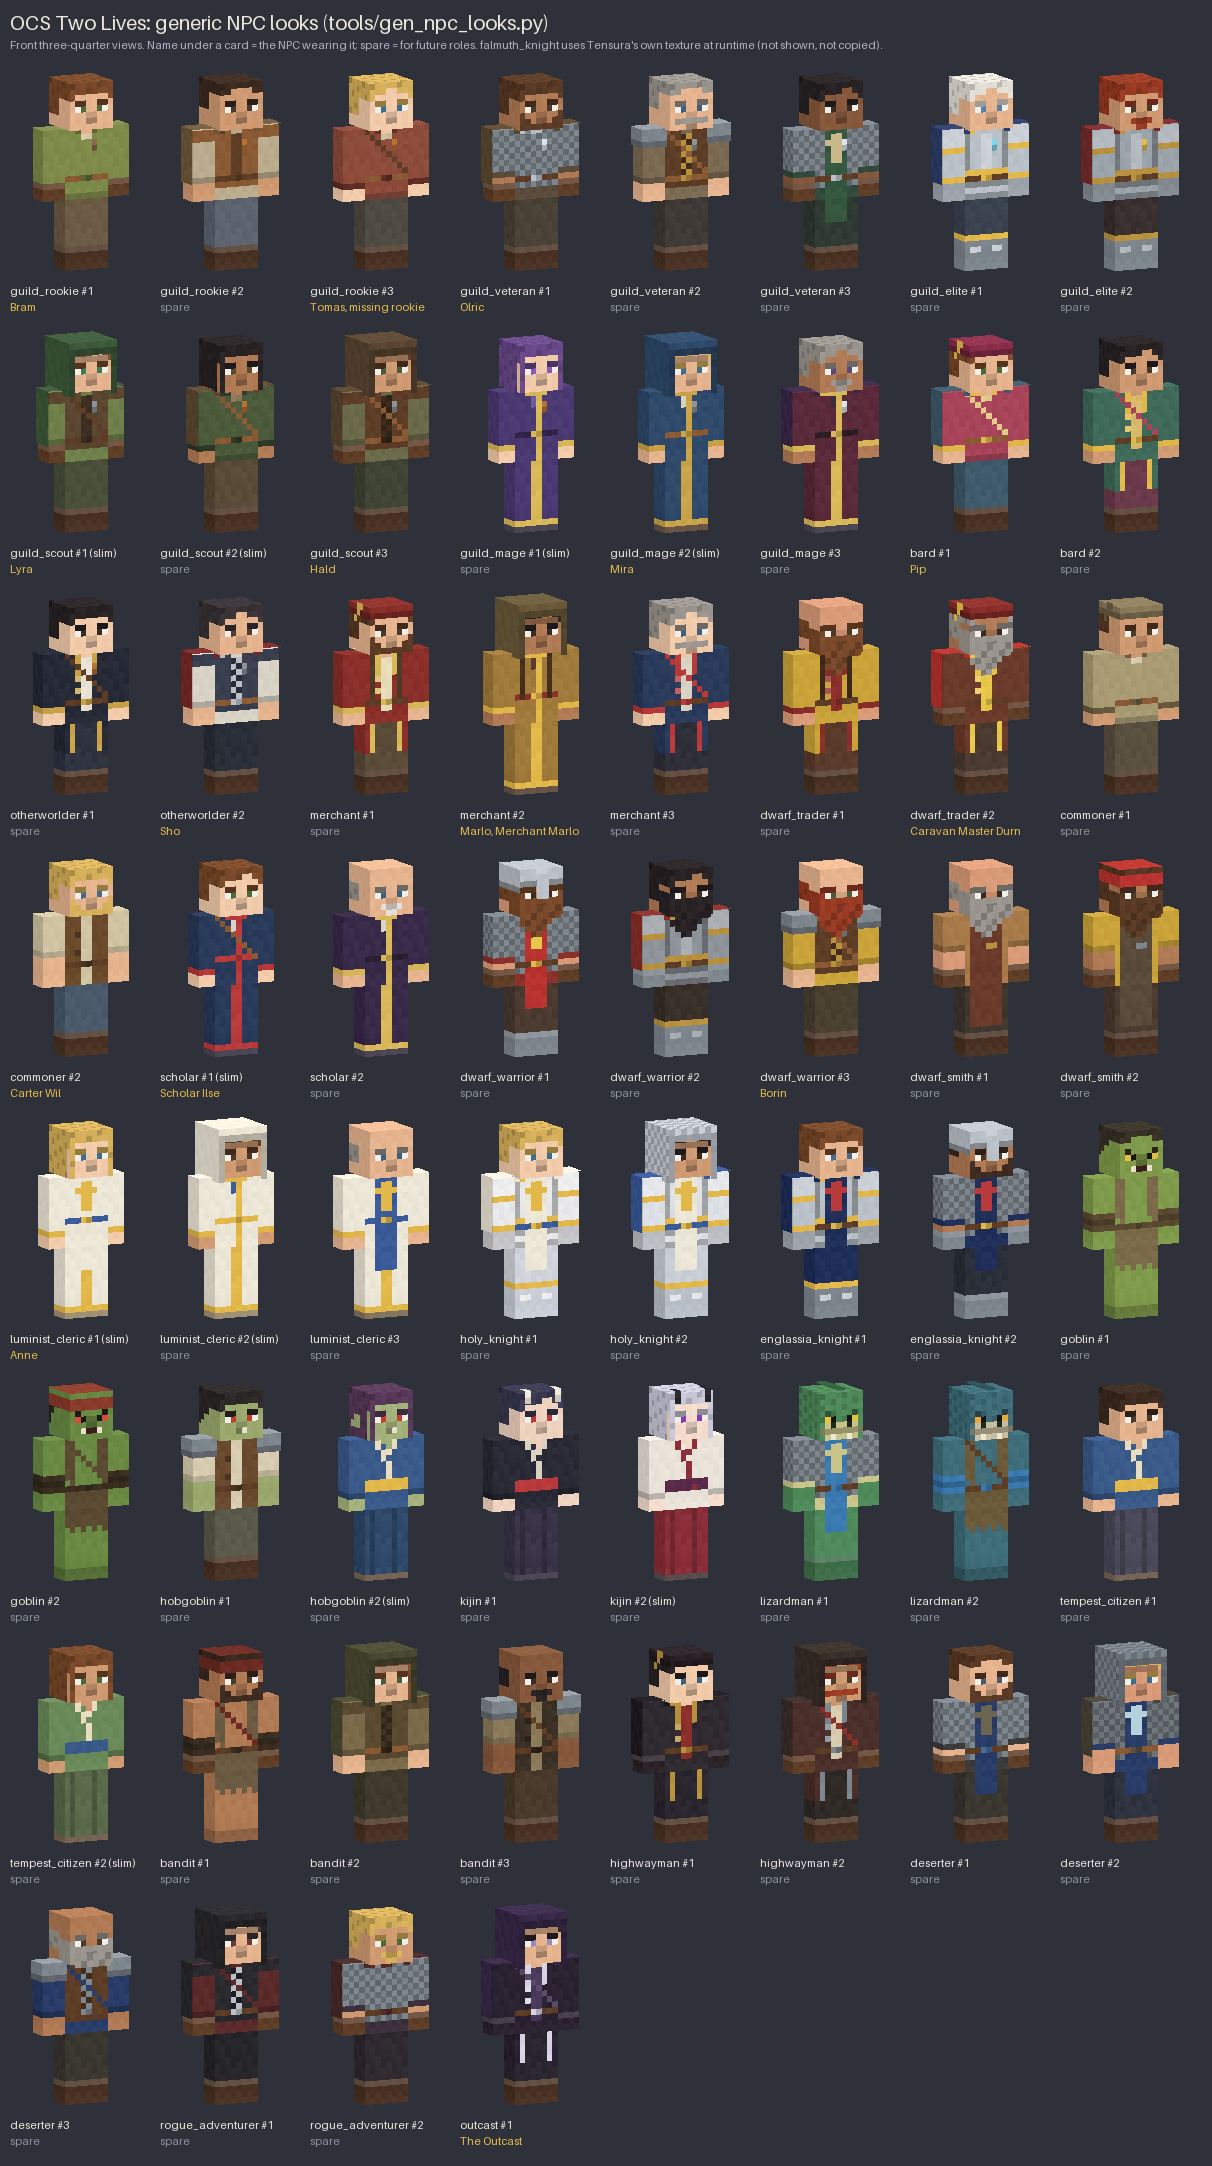 OCS Two Lives: generic NPC looks (tools/gen_npc_looks.py)
Front three-quarter views. Name under a card = the NPC wearing it; spare = for future roles. falmuth_knight uses Tensura's own texture at runtime (not shown, not copied).
guild_rookie #1 guild_rookie #2 guild_rookie #3 guild_veteran #1 guild_veteran #2 guild_veteran #3 guild_elite #1 guild_elite #2
Bram spare Tomas, missing rookie Olric spare spare spare spare
guild_scout #1 (slim) guild_scout #2 (slim) guild_scout #3 guild_mage #1 (slim) guild_mage #2 (slim) guild_mage #3 bard #1 bard #2
Lyra spare Hald spare Mira spare Pip spare
otherworlder #1 otherworlder #2 merchant #1 merchant #2 merchant #3 dwarf_trader #1 dwarf_trader #2 commoner #1
spare Sho spare Marlo, Merchant Marlo spare spare Caravan Master Durn spare
commoner #2 scholar #1 (slim) scholar #2 dwarf_warrior #1 dwarf_warrior #2 dwarf_warrior #3 dwarf_smith #1 dwarf_smith #2
Carter Wil Scholar Ilse spare spare spare Borin spare spare
luminist_cleric #1 (slim) luminist_cleric #2 (slim) luminist_cleric #3 holy_knight #1 holy_knight #2 englassia_knight #1 englassia_knight #2 goblin #1
Anne spare spare spare spare spare spare spare
goblin #2 hobgoblin #1 hobgoblin #2 (slim) kijin #1 kijin #2 (slim) lizardman #1 lizardman #2 tempest_citizen #1
spare spare spare spare spare spare spare spare
tempest_citizen #2 (slim) bandit #1 bandit #2 bandit #3 highwayman #1 highwayman #2 deserter #1 deserter #2
spare spare spare spare spare spare spare spare
deserter #3 rogue_adventurer #1 rogue_adventurer #2 outcast #1
spare spare spare The Outcast